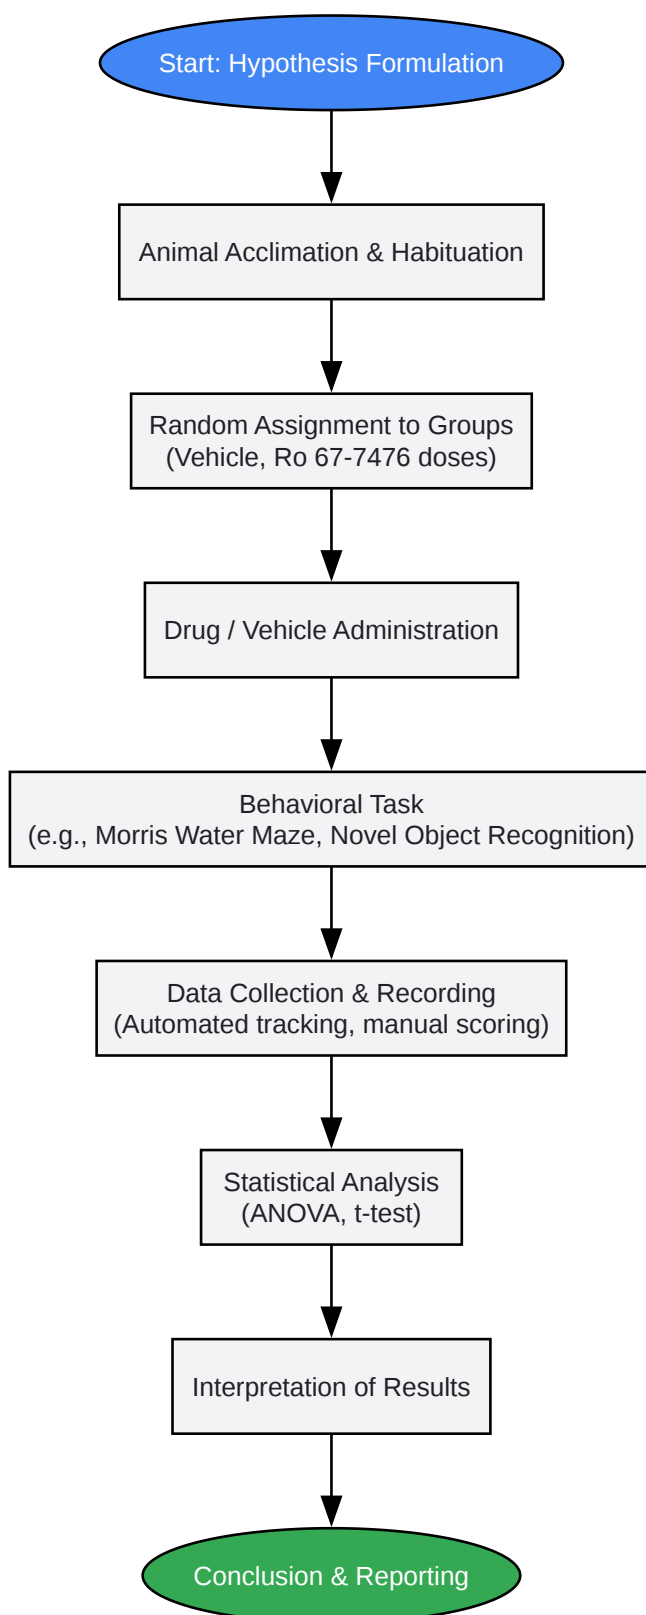 Start: Hypothesis Formulation
Animal Acclimation & Habituation
Random Assignment to Groups
(Vehicle, Ro 67-7476 doses)
Drug / Vehicle Administration
Behavioral Task
(e.g., Morris Water Maze, Novel Object Recognition)
Data Collection & Recording
(Automated tracking, manual scoring)
Statistical Analysis
(ANOVA, t-test)
Interpretation of Results
Conclusion & Reporting